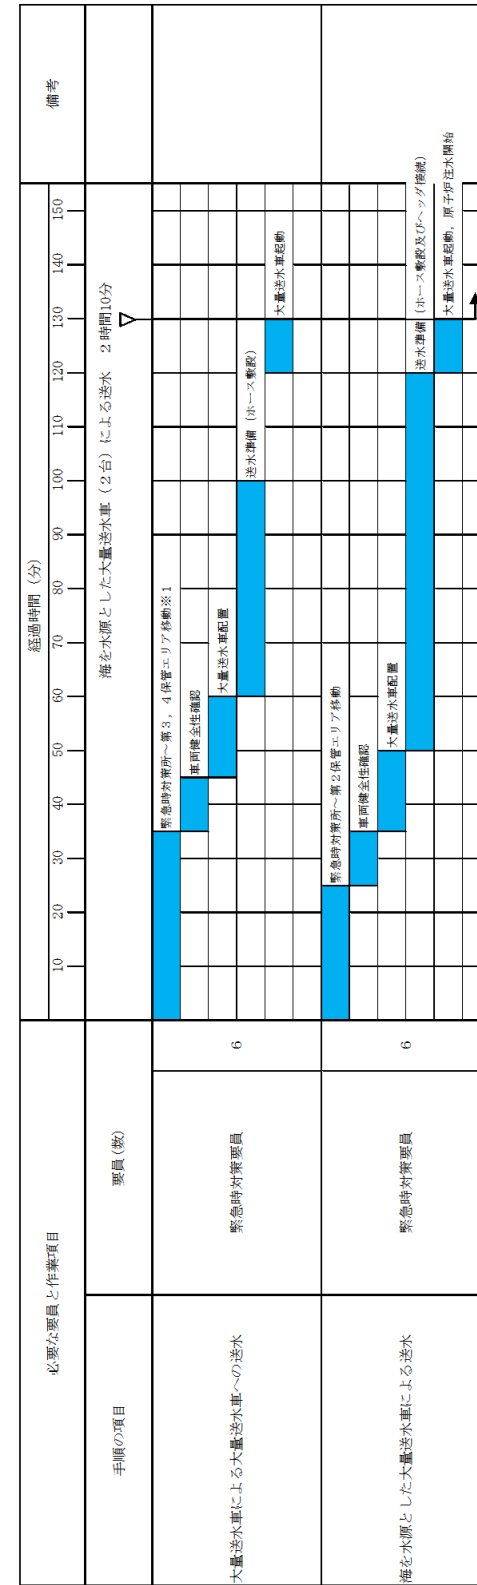 必要な要員と作業項目
経過時間（分）
備考
手順の項目
要員(数)
10 20 30 40 50 60 70 80 90 100 110 120 130 140 150
海を水源とした大量送水車（２台）による送水　２時間10分
▽
大量送水車による大量送水車への送水
緊急時対策要員
6
緊急時対策所～第３，４保管エリア移動※１
車両健全性確認
大量送水車配置
送水準備（ホース敷設）
大量送水車起動
海を水源とした大量送水車による送水
緊急時対策要員
6
緊急時対策所～第２保管エリア移動
車両健全性確認
大量送水車配置
送水準備（ホース敷設及びヘッダ接続）
大量送水車起動，原子炉注水開始